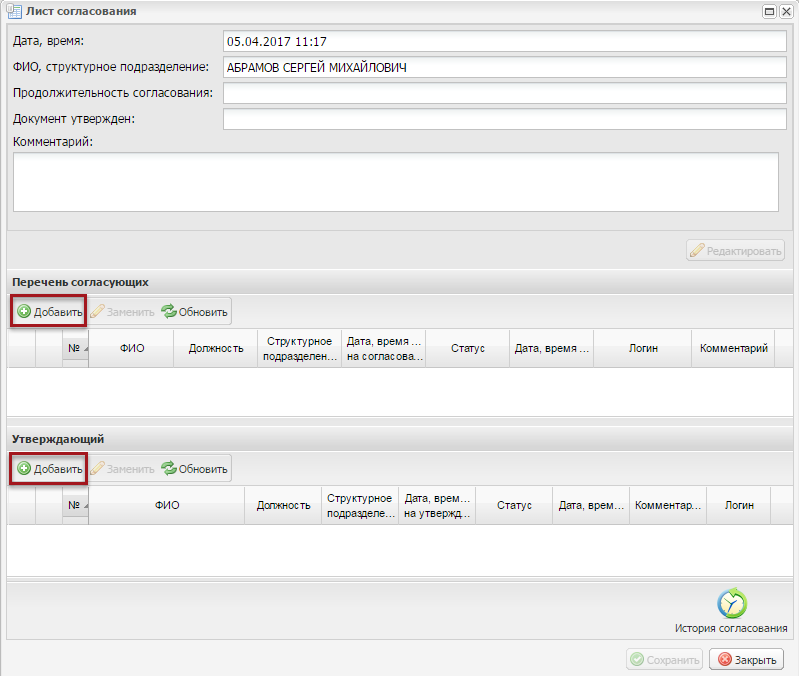 Лист согласования
Дата, время: 05.04.2017 11:17
ФИО, структурное подразделение: АБРАМОВ СЕРГЕЙ МИХАЙЛОВИЧ
Продолжительность согласования:
Документ утвержден:
Комментарий:
Редактировать
Перечень согласующих
Добавить Заменить Обновить
№ ФИО Должность Структурное подразделен... Дата, время ... на согласова... Статус Дата, время ... Логин Комментарий
Утверждающий
Добавить Заменить Обновить
№ ФИО Должность Структурное подразделе... Дата, врем... на утвержд... Статус Дата, врем... Комментар... Логин
История согласования
Сохранить Закрыть